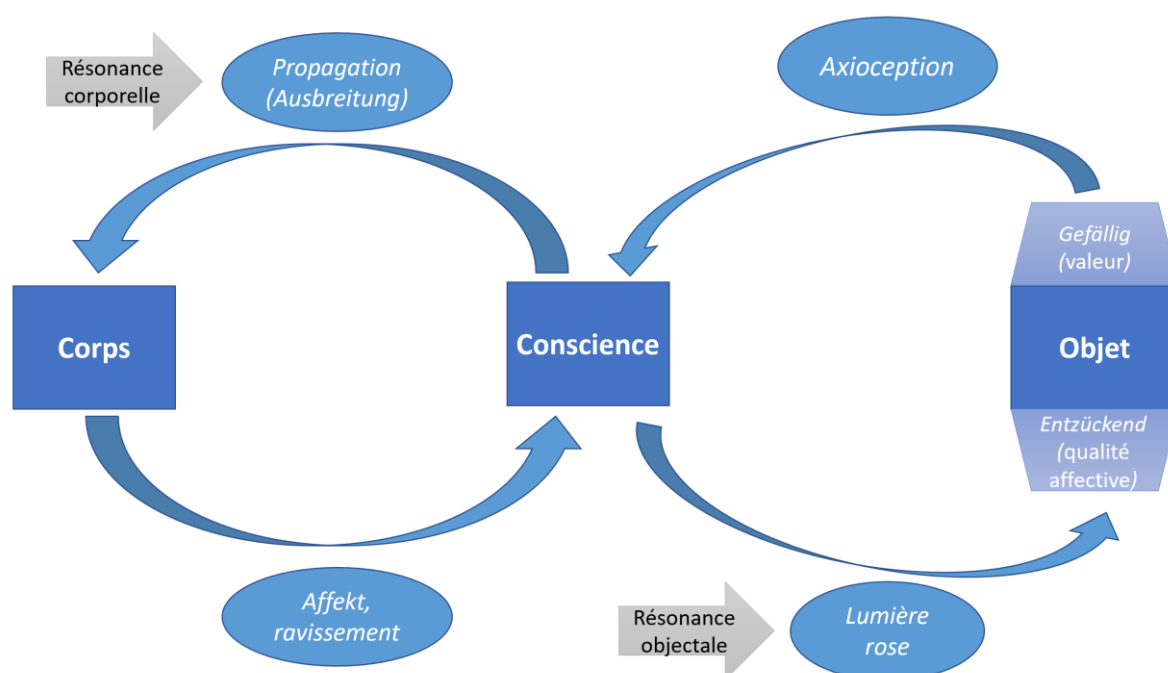 Résonance
corporelle
Propagation
(Ausbreitung)
Axioception
Gefällig
(valeur)
Corps
Conscience
Objet
Entzückend
(qualité
affective)
Affekt,
ravissement
Résonance
objectale
Lumière
rose